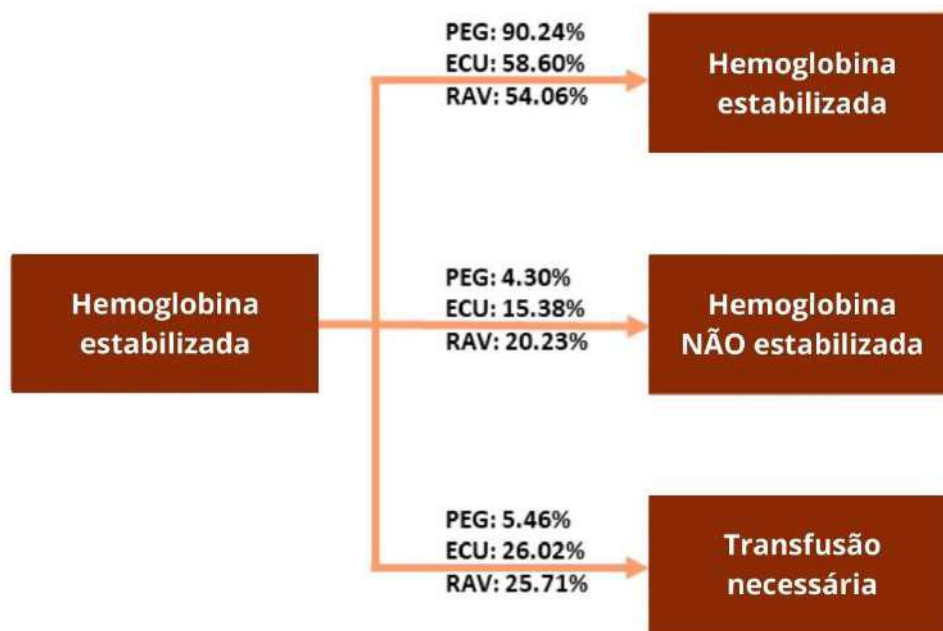 PEG: 90.24%
ECU: 58.60%
RAV: 54.06%
Hemoglobina
estabilizada
Hemoglobina
estabilizada
PEG: 4.30%
ECU: 15.38%
RAV: 20.23%
Hemoglobina
NÃO estabilizada
PEG: 5.46%
ECU: 26.02%
RAV: 25.71%
Transfusão
necessária